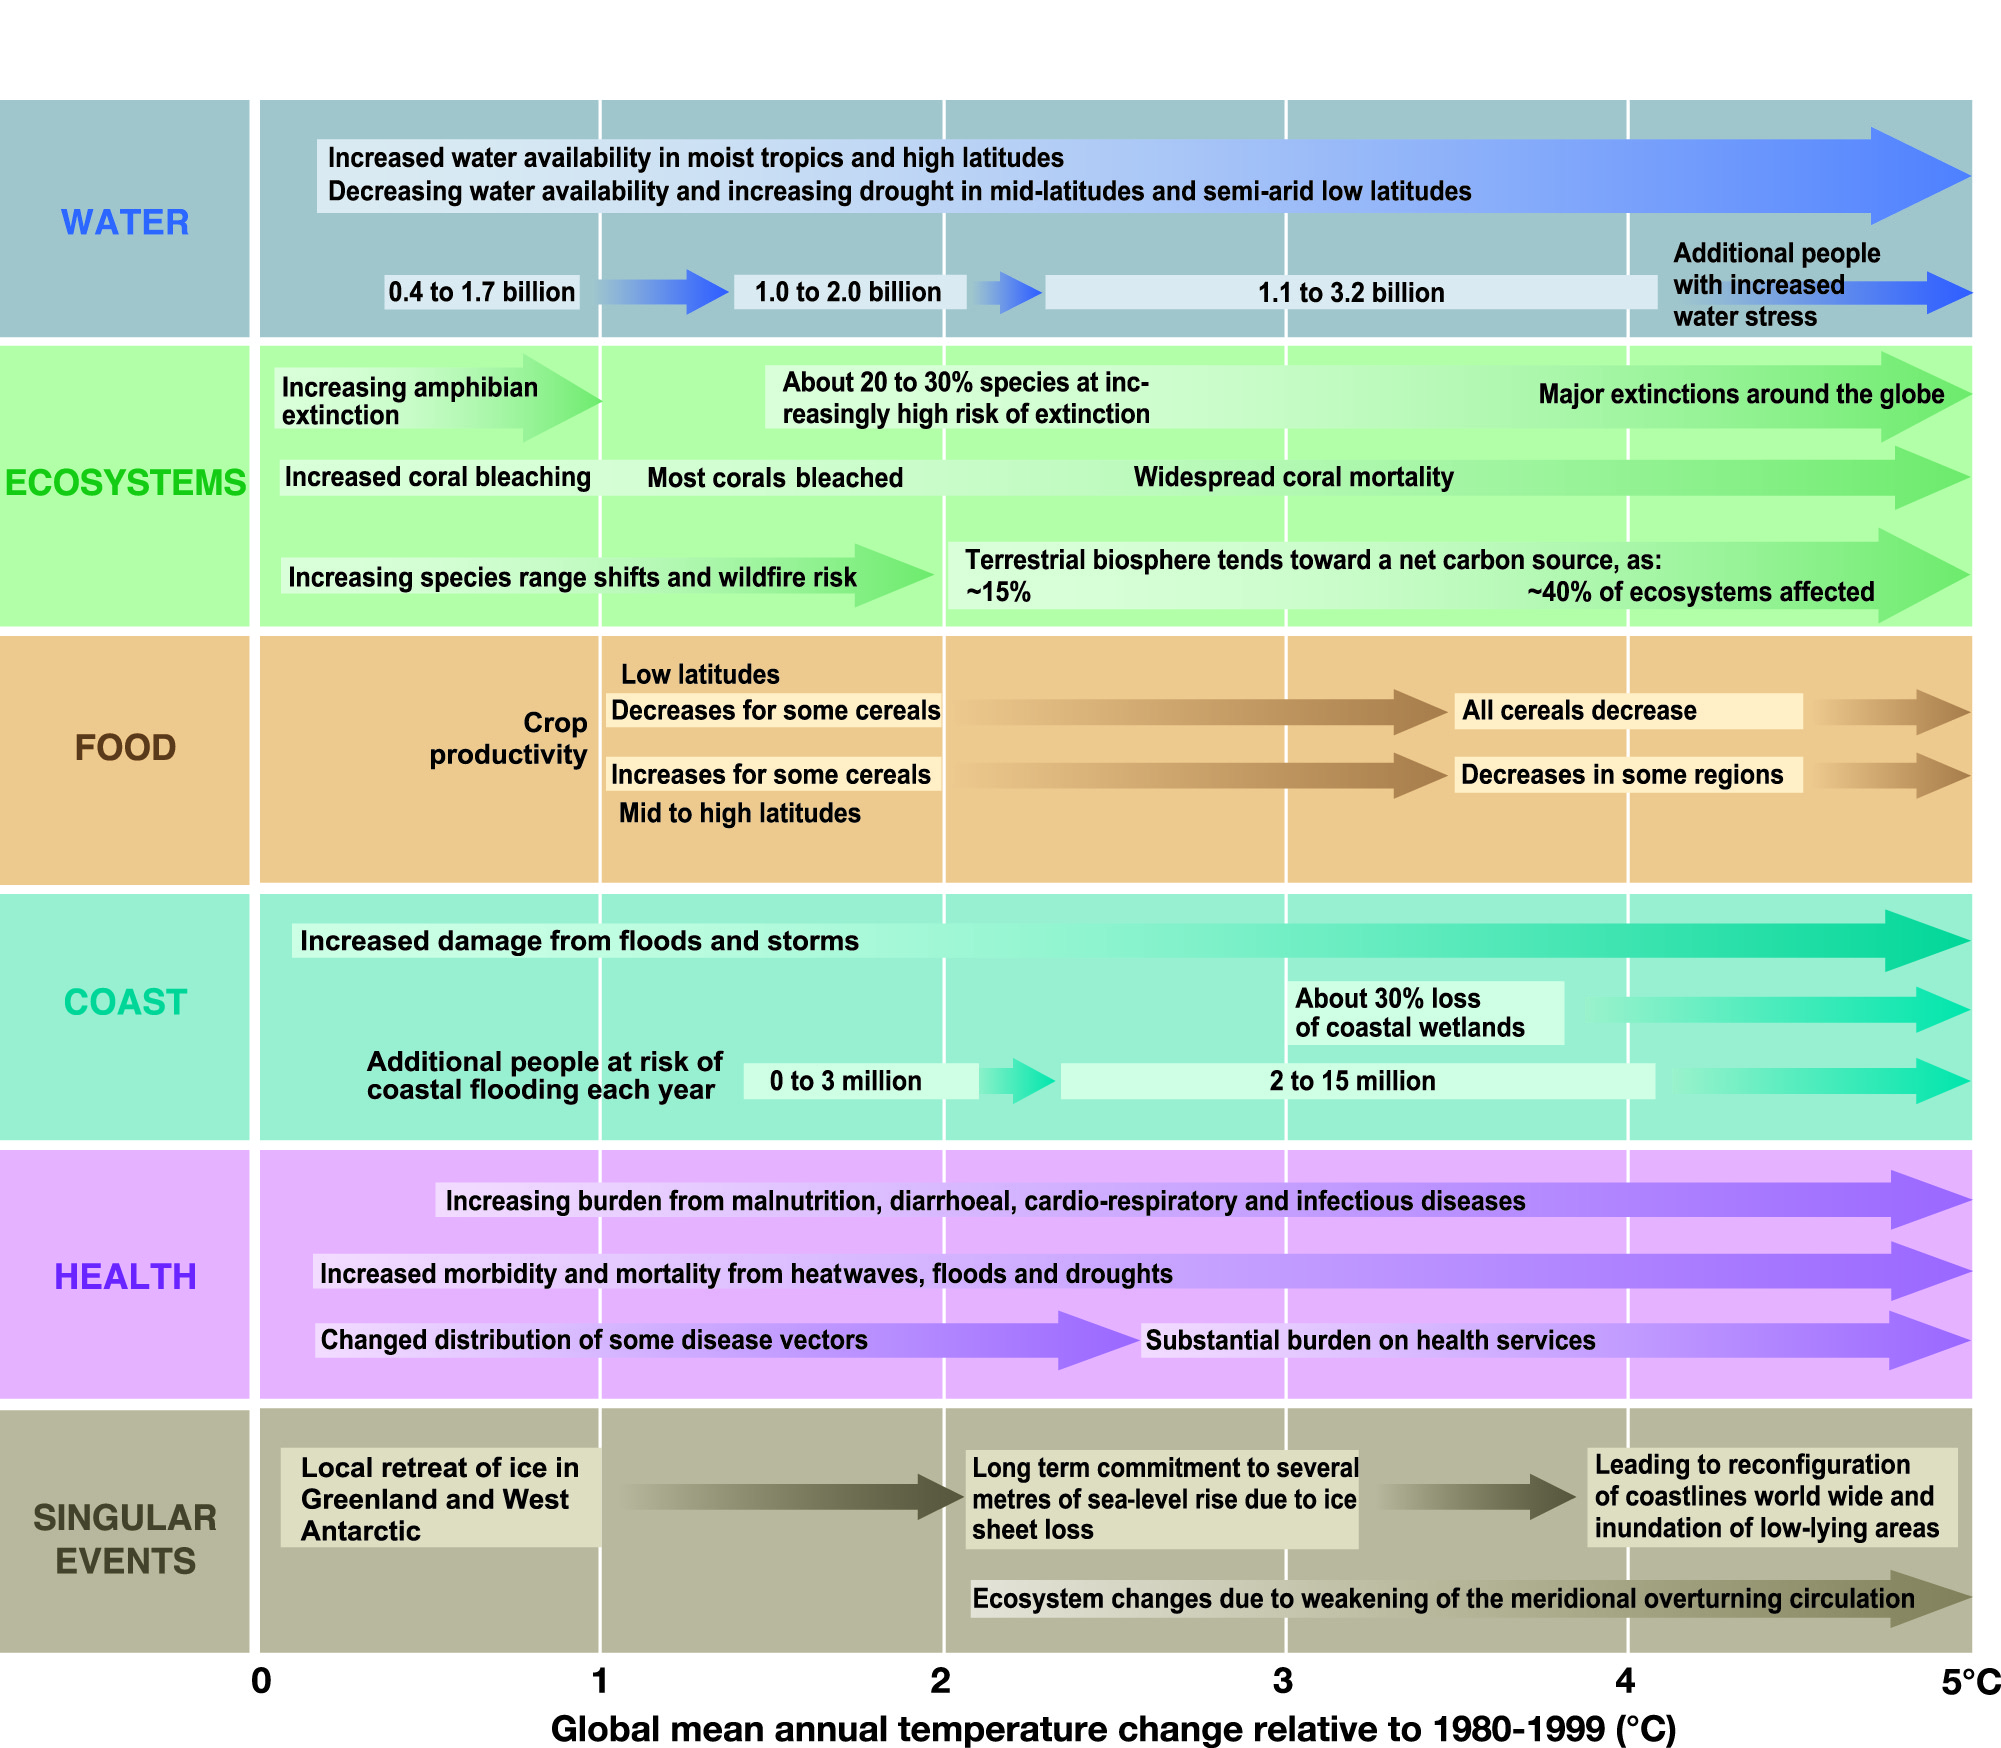 WATER
Increased water availability in moist tropics and high latitudes
Decreasing water availability and increasing drought in mid-latitudes and semi-arid low latitudes
0.4 to 1.7 billion
1.0 to 2.0 billion
1.1 to 3.2 billion
Additional people
with increased
water stress
ECOSYSTEMS
Increasing amphibian
extinction
About 20 to 30% species at inc-
reasingly high risk of extinction
Major extinctions around the globe
Increased coral bleaching
Most corals bleached
Widespread coral mortality
Increasing species range shifts and wildfire risk
Terrestrial biosphere tends toward a net carbon source, as:
~15%
~40% of ecosystems affected
FOOD
Crop
productivity
Low latitudes
Decreases for some cereals
All cereals decrease
Increases for some cereals
Decreases in some regions
Mid to high latitudes
COAST
Increased damage from floods and storms
About 30% loss
of coastal wetlands
Additional people at risk of
coastal flooding each year
0 to 3 million
2 to 15 million
HEALTH
Increasing burden from malnutrition, diarrhoeal, cardio-respiratory and infectious diseases
Increased morbidity and mortality from heatwaves, floods and droughts
Changed distribution of some disease vectors
Substantial burden on health services
SINGULAR
EVENTS
Local retreat of ice in
Greenland and West
Antarctic
Long term commitment to several
metres of sea-level rise due to ice
sheet loss
Leading to reconfiguration
of coastlines world wide and
inundation of low-lying areas
Ecosystem changes due to weakening of the meridional overturning circulation
0 1 2 3 4 5°C
Global mean annual temperature change relative to 1980-1999 (°C)